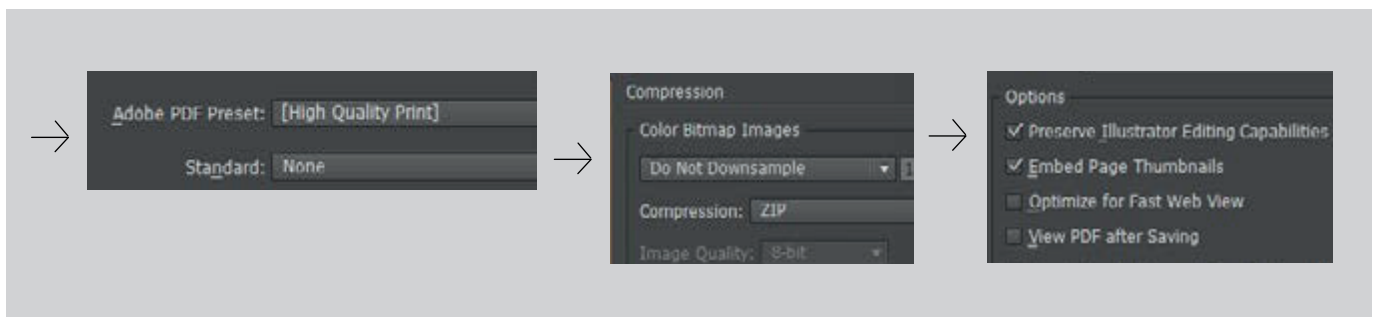 Adobe PDF Preset: [High Quality Print]
Standard: None
Compression
Color Bitmap Images
Do Not Downsample
Compression: ZIP
Image Quality: 8-bit
Options
Preserve Illustrator Editing Capabilities
Embed Page Thumbnails
Optimize for Fast Web View
View PDF after Saving